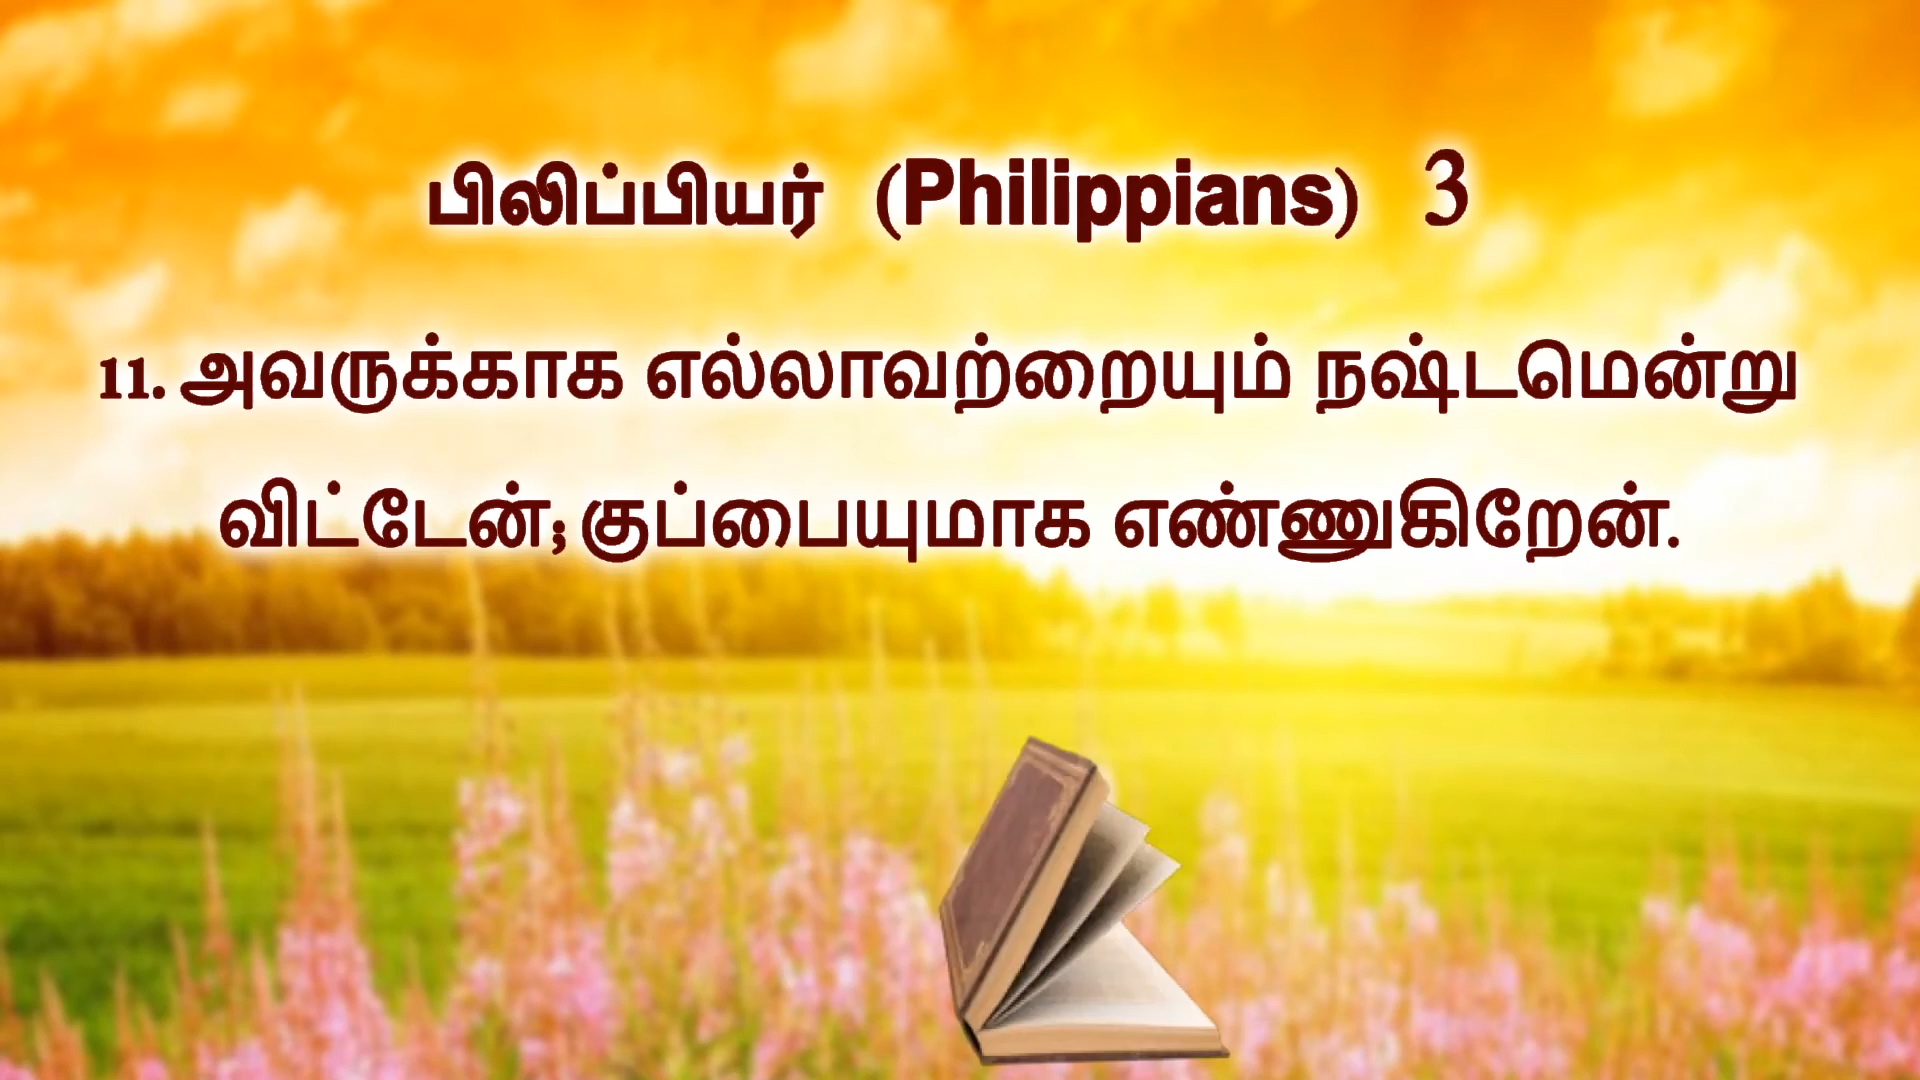 பிலிப்பியர் (Philippians) 3
11. அவருக்காக எல்லாவற்றையும் நஷ்டமென்று
விட்டேன்; குப்பையுமாக எண்ணுகிறேன்.